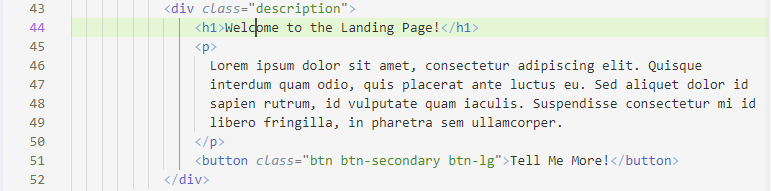 43 <div class="description">
44 <h1>Welcome to the Landing Page!</h1>
45 <p>
46 Lorem ipsum dolor sit amet, consectetur adipiscing elit. Quisque
47 interdum quam odio, quis placerat ante luctus eu. Sed aliquet dolor id
48 sapien rutrum, id vulputate quam iaculis. Suspendisse consectetur mi id
49 libero fringilla, in pharetra sem ullamcorper.
50 </p>
51 <button class="btn btn-secondary btn-lg">Tell Me More!</button>
52 </div>